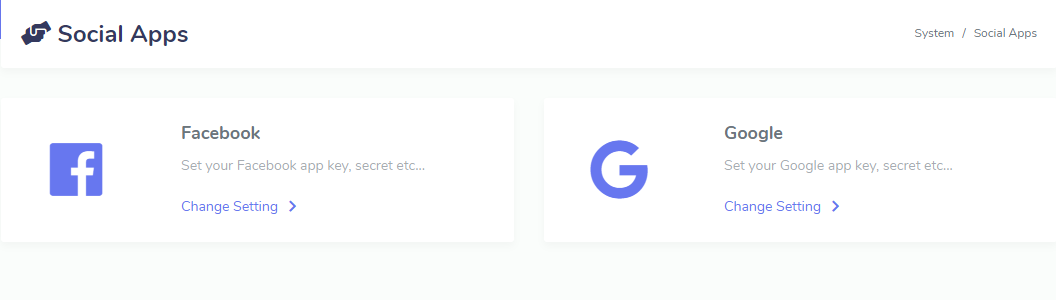 Social Apps
System / Social Apps
Facebook
Set your Facebook app key, secret etc...
Change Setting
Google
Set your Google app key, secret etc...
Change Setting